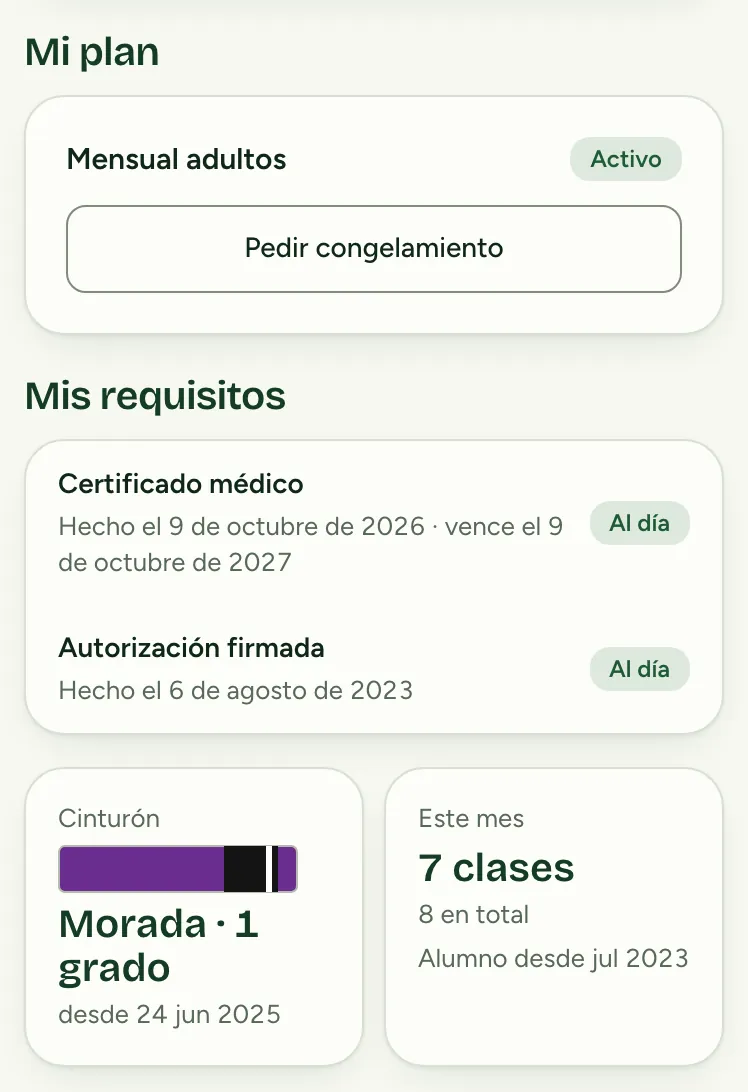 Mi plan
Mensual adultos
Activo
Pedir congelamiento
Mis requisitos
Certificado médico
Hecho el 9 de octubre de 2026 · vence el 9
de octubre de 2027
Al día
Autorización firmada
Hecho el 6 de agosto de 2023
Al día
Cinturón
Morada · 1
grado
desde 24 jun 2025
Este mes
7 clases
8 en total
Alumno desde jul 2023